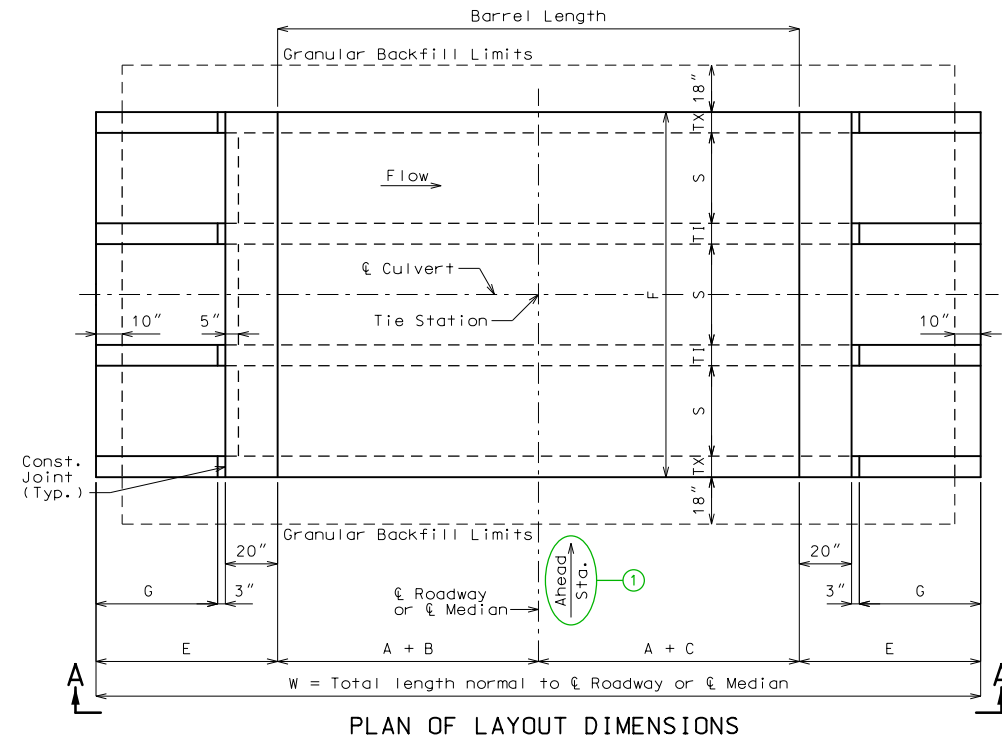 Barrel Length
Granular Backfill Limits
18"
TX
S
Flow
TI
℄ Culvert
F
S
Tie Station
10"
5"
10"
TI
S
Const.
Joint
(Typ.)
TX
18"
Granular Backfill Limits
20"
20"
Ahead
Sta.
1
℄ Roadway
or ℄ Median
G
3"
3"
G
E
A + B
A + C
E
A
A
W = Total length normal to ℄ Roadway or ℄ Median
PLAN OF LAYOUT DIMENSIONS